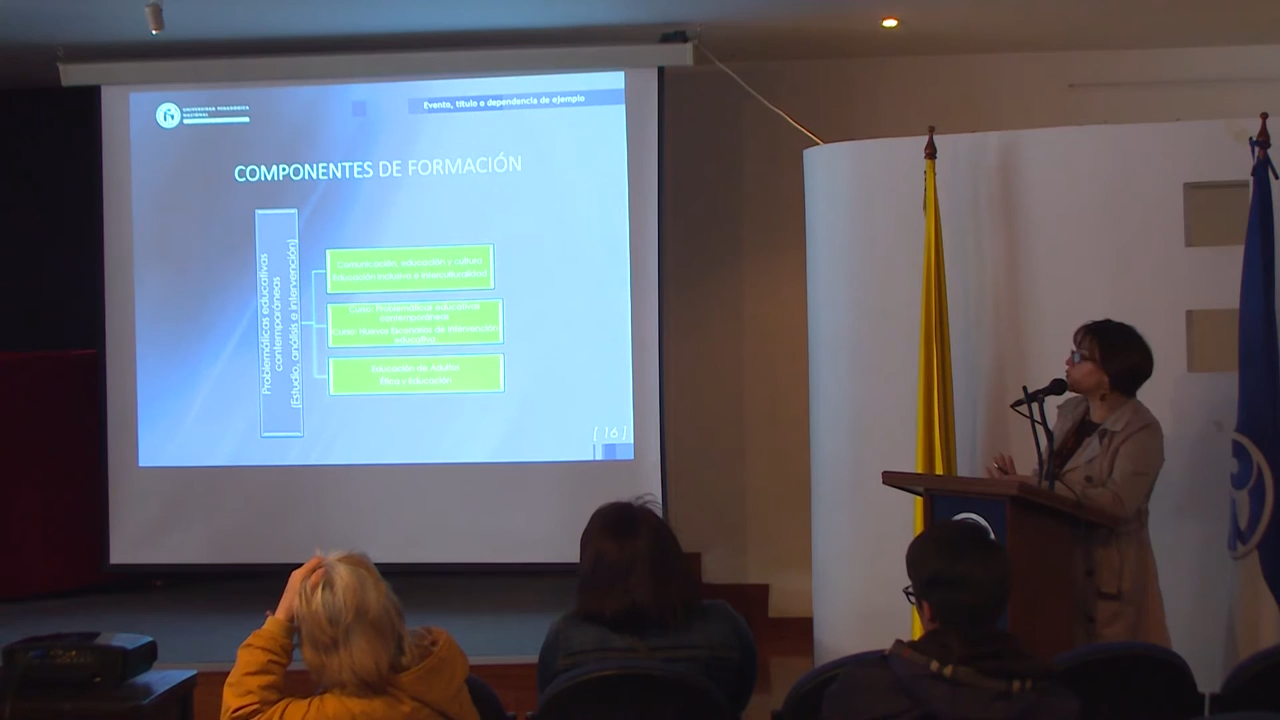 UNIVERSIDAD PEDAGÓGICA
NACIONAL
Evento, título o dependencia de ejemplo
COMPONENTES DE FORMACIÓN
Problemáticas educativas
contemporáneas
(Estudio, análisis e intervención)
Comunicación, educación y cultura
Educación inclusiva e Interculturalidad
Curso: Problemáticas educativas
contemporáneas
Curso: Nuevos Escenarios de Intervención
educativa
Educación de Adultos
Ética y Educación
[ 16 ]